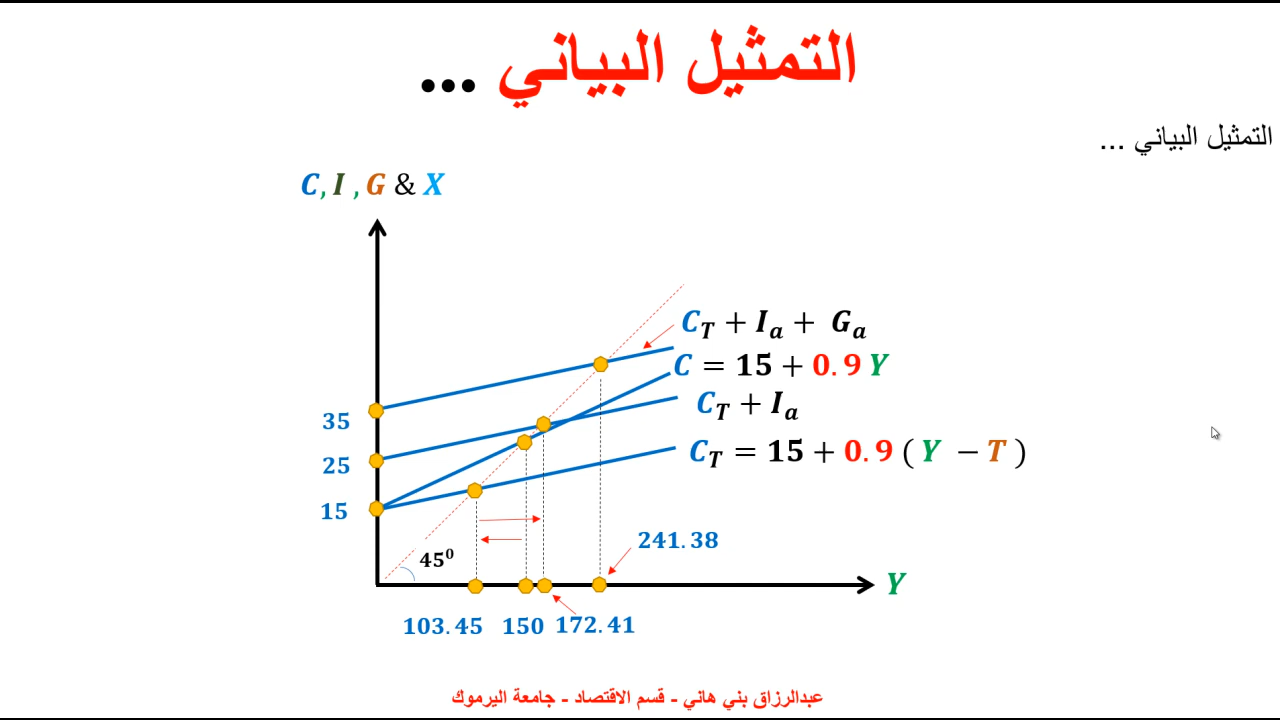 التمثيل البياني ...
التمثيل البياني ...
C, I , G & X
C_T + I_a + G_a
C = 15 + 0.9 Y
C_T + I_a
C_T = 15 + 0.9 ( Y − T )
35
25
15
45⁰
241.38
Y
103.45 150 172.41
عبدالرزاق بني هاني - قسم الاقتصاد - جامعة اليرموك